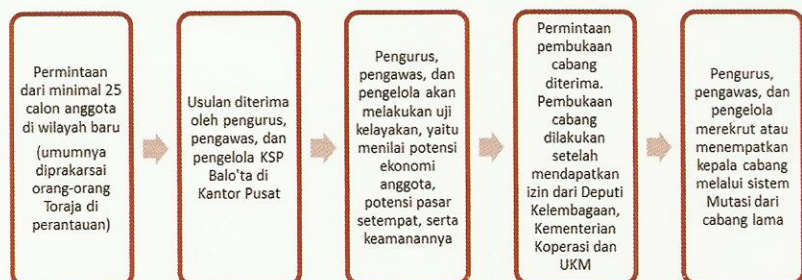 Permintaan
dari minimal 25
calon anggota
di wilayah baru
(umumnya
diprakarsai
orang-orang
Toraja di
perantauan)
Usulan diterima
oleh pengurus,
pengawas, dan
pengelola KSP
Balo'ta di
Kantor Pusat
Pengurus,
pengawas, dan
pengelola akan
melakukan uji
kelayakan, yaitu
menilai potensi
ekonomi
anggota,
potensi pasar
setempat, serta
keamanannya
Permintaan
pembukaan
cabang
diterima.
Pembukaan
cabang
dilakukan
setelah
mendapatkan
izin dari Deputi
Kelembagaan,
Kementerian
Koperasi dan
UKM
Pengurus,
pengawas, dan
pengelola
merekrut atau
menempatkan
kepala cabang
melalui sistem
Mutasi dari
cabang lama